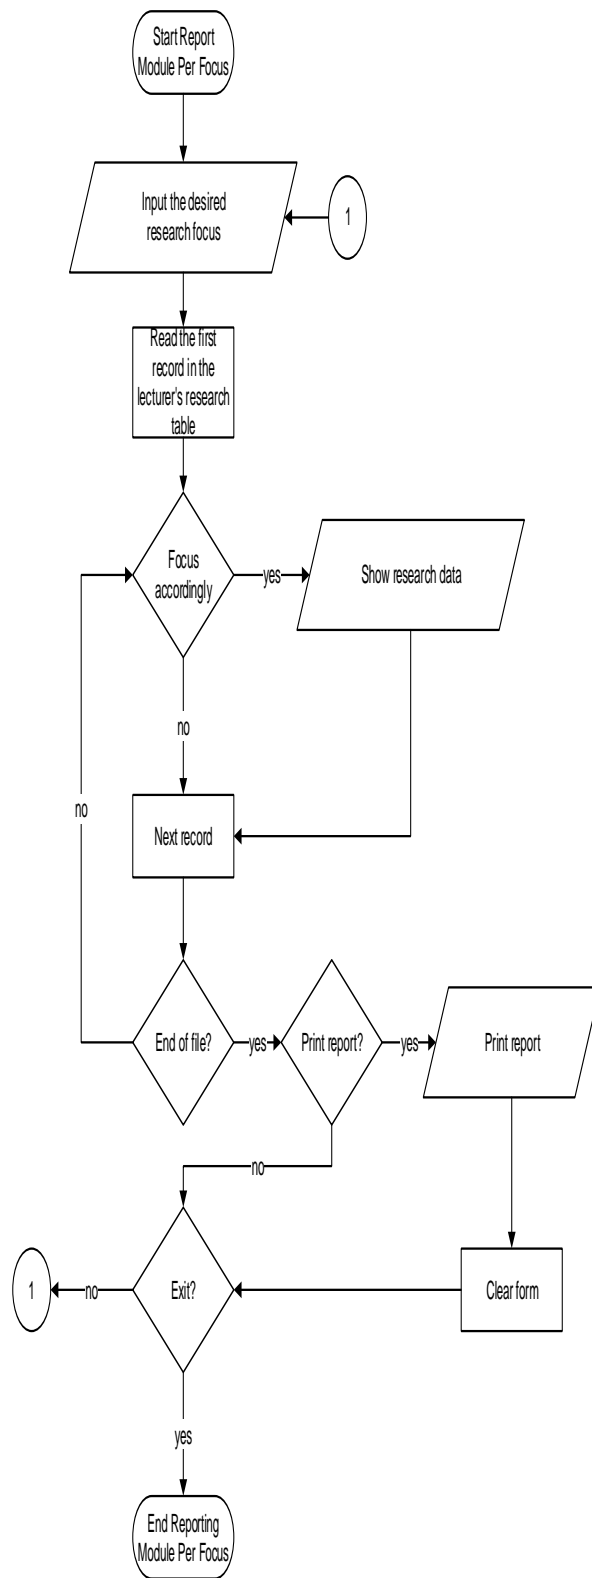 Start Report
Module Per Focus
Input the desired
research focus
1
Read the first
record in the
lecturer's research
table
Focus
accordingly
yes
Show research data
no
no
Next record
End of file?
yes
Print report?
yes
Print report
no
1
no
Exit?
Clear form
yes
End Reporting
Module Per Focus